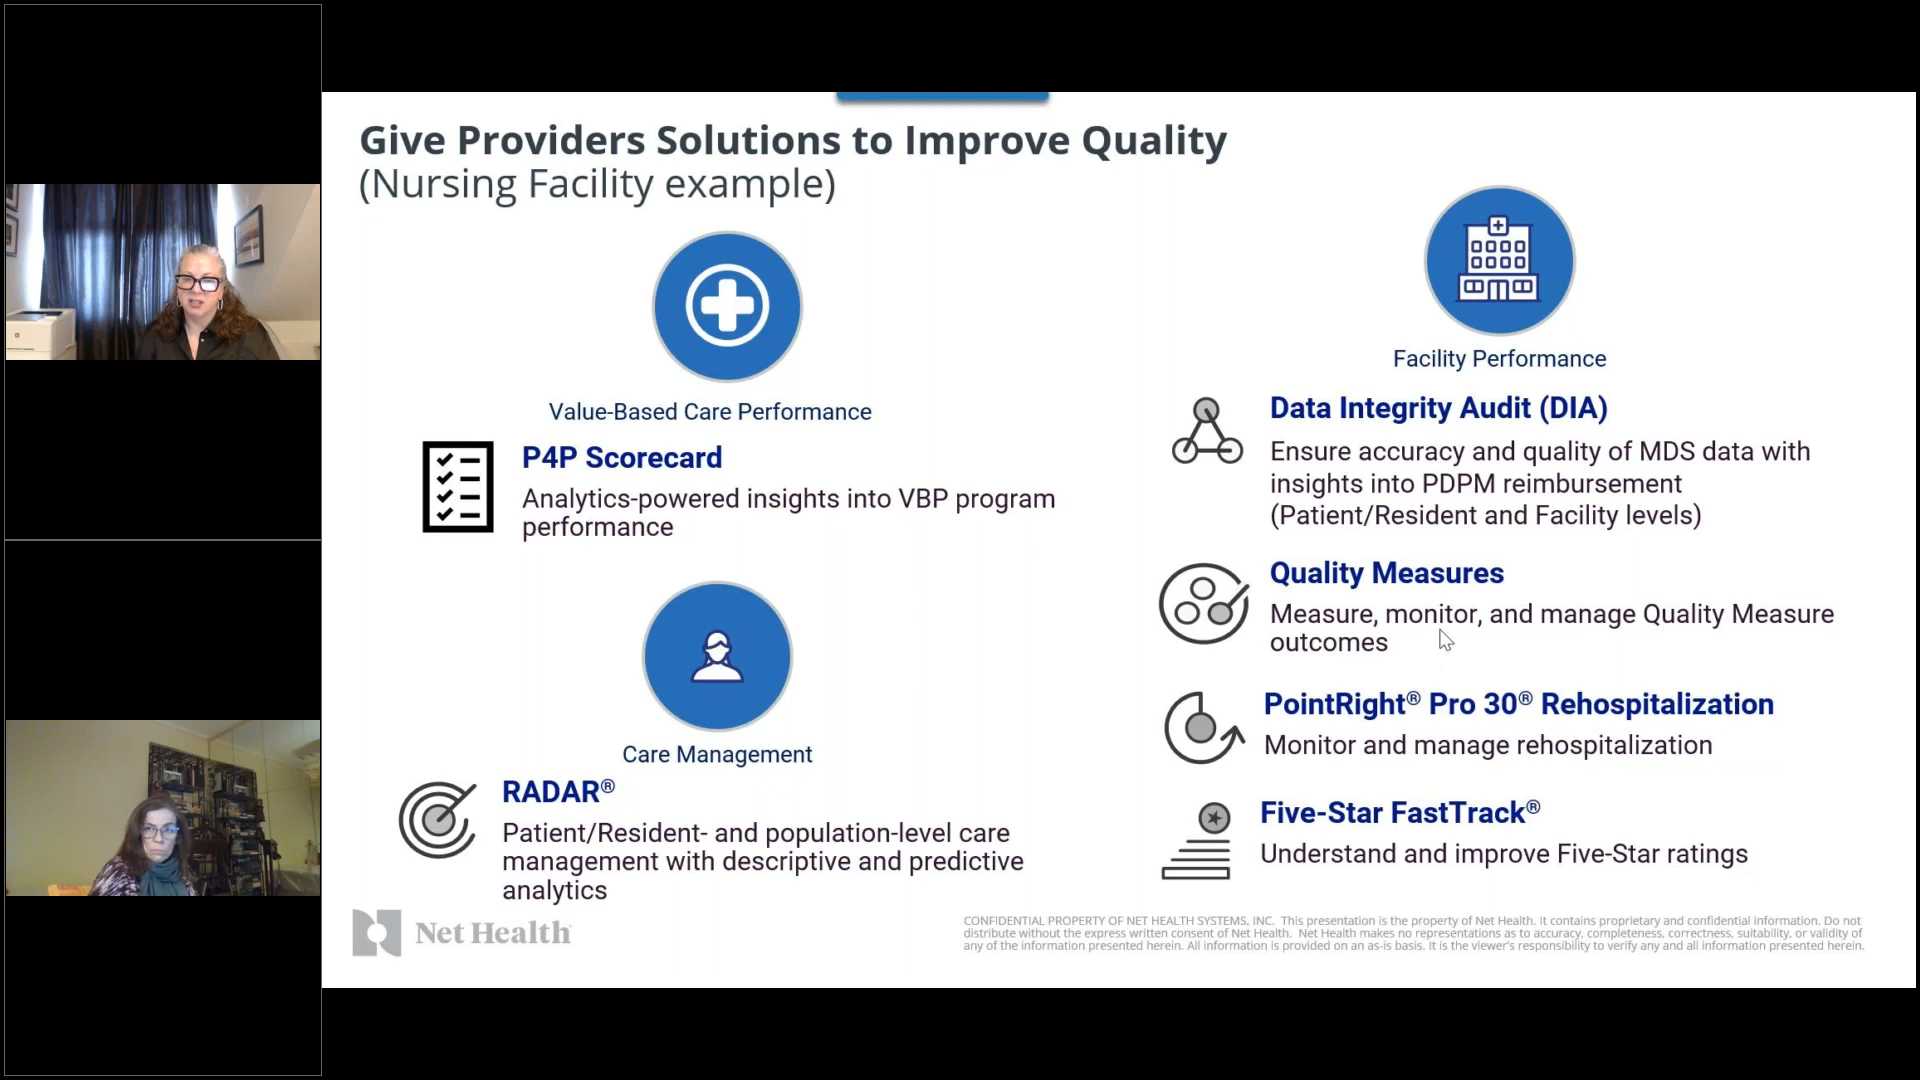 Give Providers Solutions to Improve Quality
(Nursing Facility example)
Value-Based Care Performance
P4P Scorecard
Analytics-powered insights into VBP program
performance
Care Management
RADAR®
Patient/Resident- and population-level care
management with descriptive and predictive
analytics
Facility Performance
Data Integrity Audit (DIA)
Ensure accuracy and quality of MDS data with
insights into PDPM reimbursement
(Patient/Resident and Facility levels)
Quality Measures
Measure, monitor, and manage Quality Measure
outcomes
PointRight® Pro 30® Rehospitalization
Monitor and manage rehospitalization
Five-Star FastTrack®
Understand and improve Five-Star ratings
Net Health
CONFIDENTIAL PROPERTY OF NET HEALTH SYSTEMS, INC. This presentation is the property of Net Health. It contains proprietary and confidential information. Do not
distribute without the express written consent of Net Health. Net Health makes no representations as to accuracy, completeness, correctness, suitability, or validity of
any of the information presented herein. All information is provided on an as-is basis. It is the viewer's responsibility to verify any and all information presented herein.